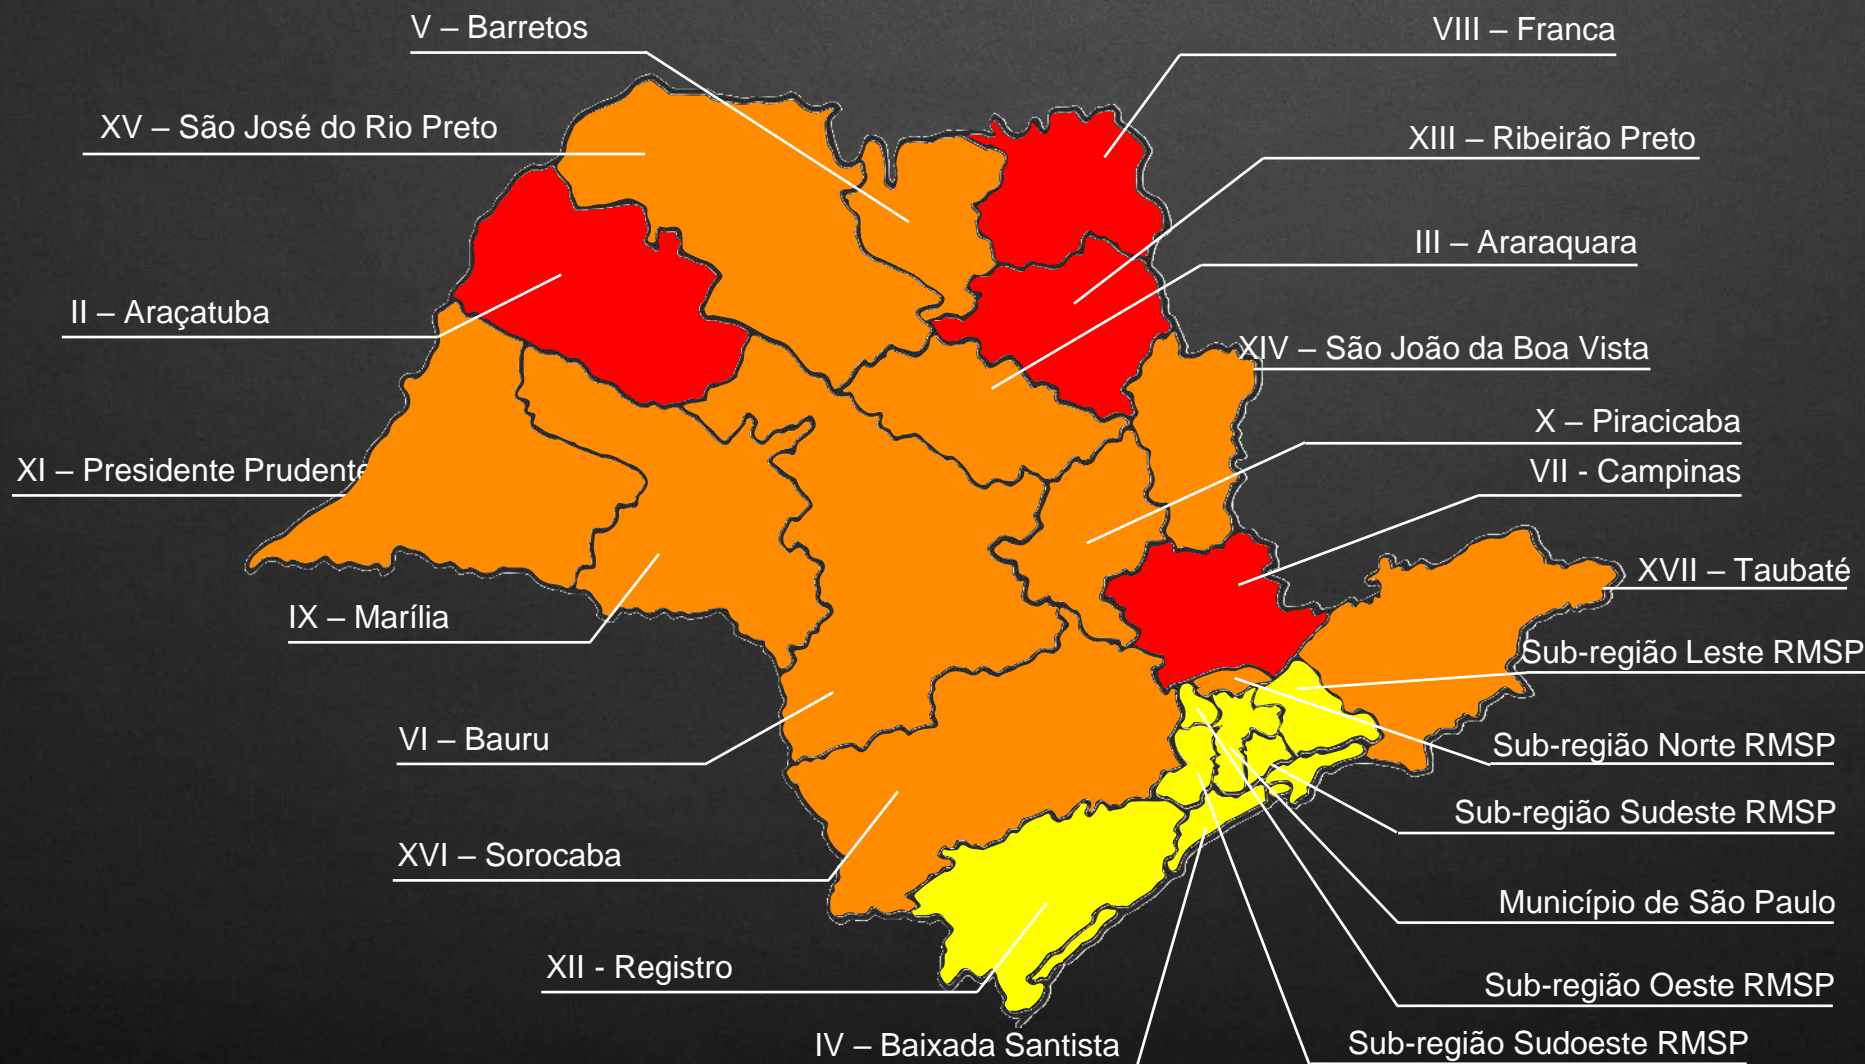 V – Barretos
VIII – Franca
XV – São José do Rio Preto
XIII – Ribeirão Preto
III – Araraquara
II – Araçatuba
XIV – São João da Boa Vista
X – Piracicaba
XI – Presidente Prudente
VII - Campinas
XVII – Taubaté
IX – Marília
Sub-região Leste RMSP
VI – Bauru
Sub-região Norte RMSP
Sub-região Sudeste RMSP
XVI – Sorocaba
Município de São Paulo
XII - Registro
Sub-região Oeste RMSP
IV – Baixada Santista
Sub-região Sudoeste RMSP